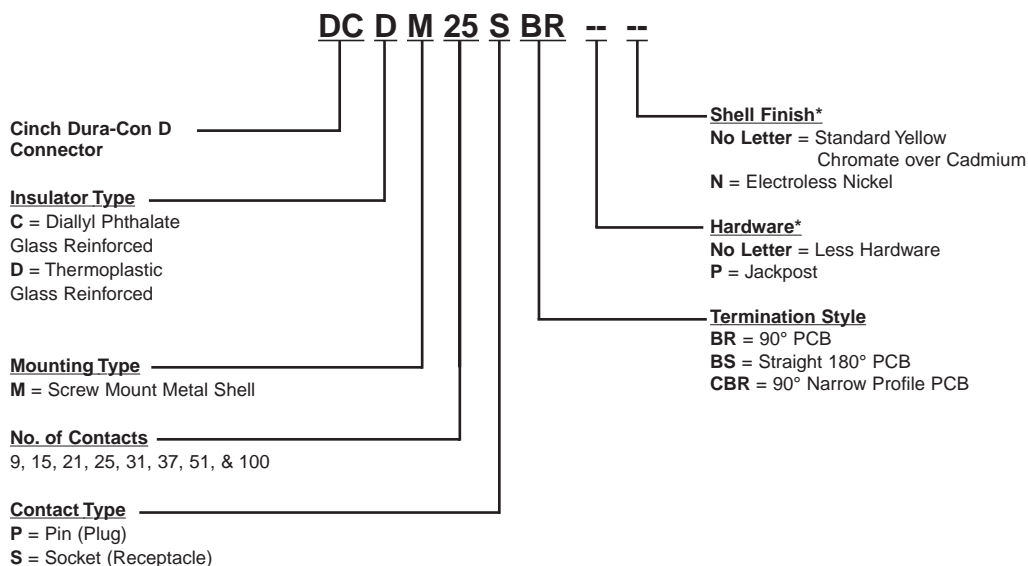 DC D M 25 S BR -- --
Cinch Dura-Con D
Connector
Insulator Type
C = Diallyl Phthalate
Glass Reinforced
D = Thermoplastic
Glass Reinforced
Mounting Type
M = Screw Mount Metal Shell
No. of Contacts
9, 15, 21, 25, 31, 37, 51, & 100
Contact Type
P = Pin (Plug)
S = Socket (Receptacle)
Shell Finish*
No Letter = Standard Yellow
Chromate over Cadmium
N = Electroless Nickel
Hardware*
No Letter = Less Hardware
P = Jackpost
Termination Style
BR = 90° PCB
BS = Straight 180° PCB
CBR = 90° Narrow Profile PCB